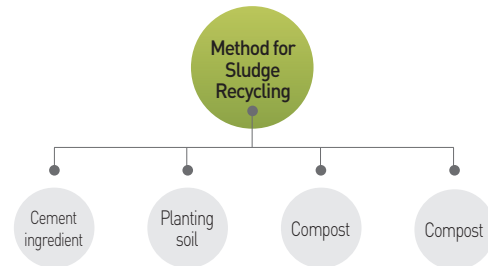 Method for
Sludge
Recycling
Cement
ingredient
Planting
soil
Compost
Compost